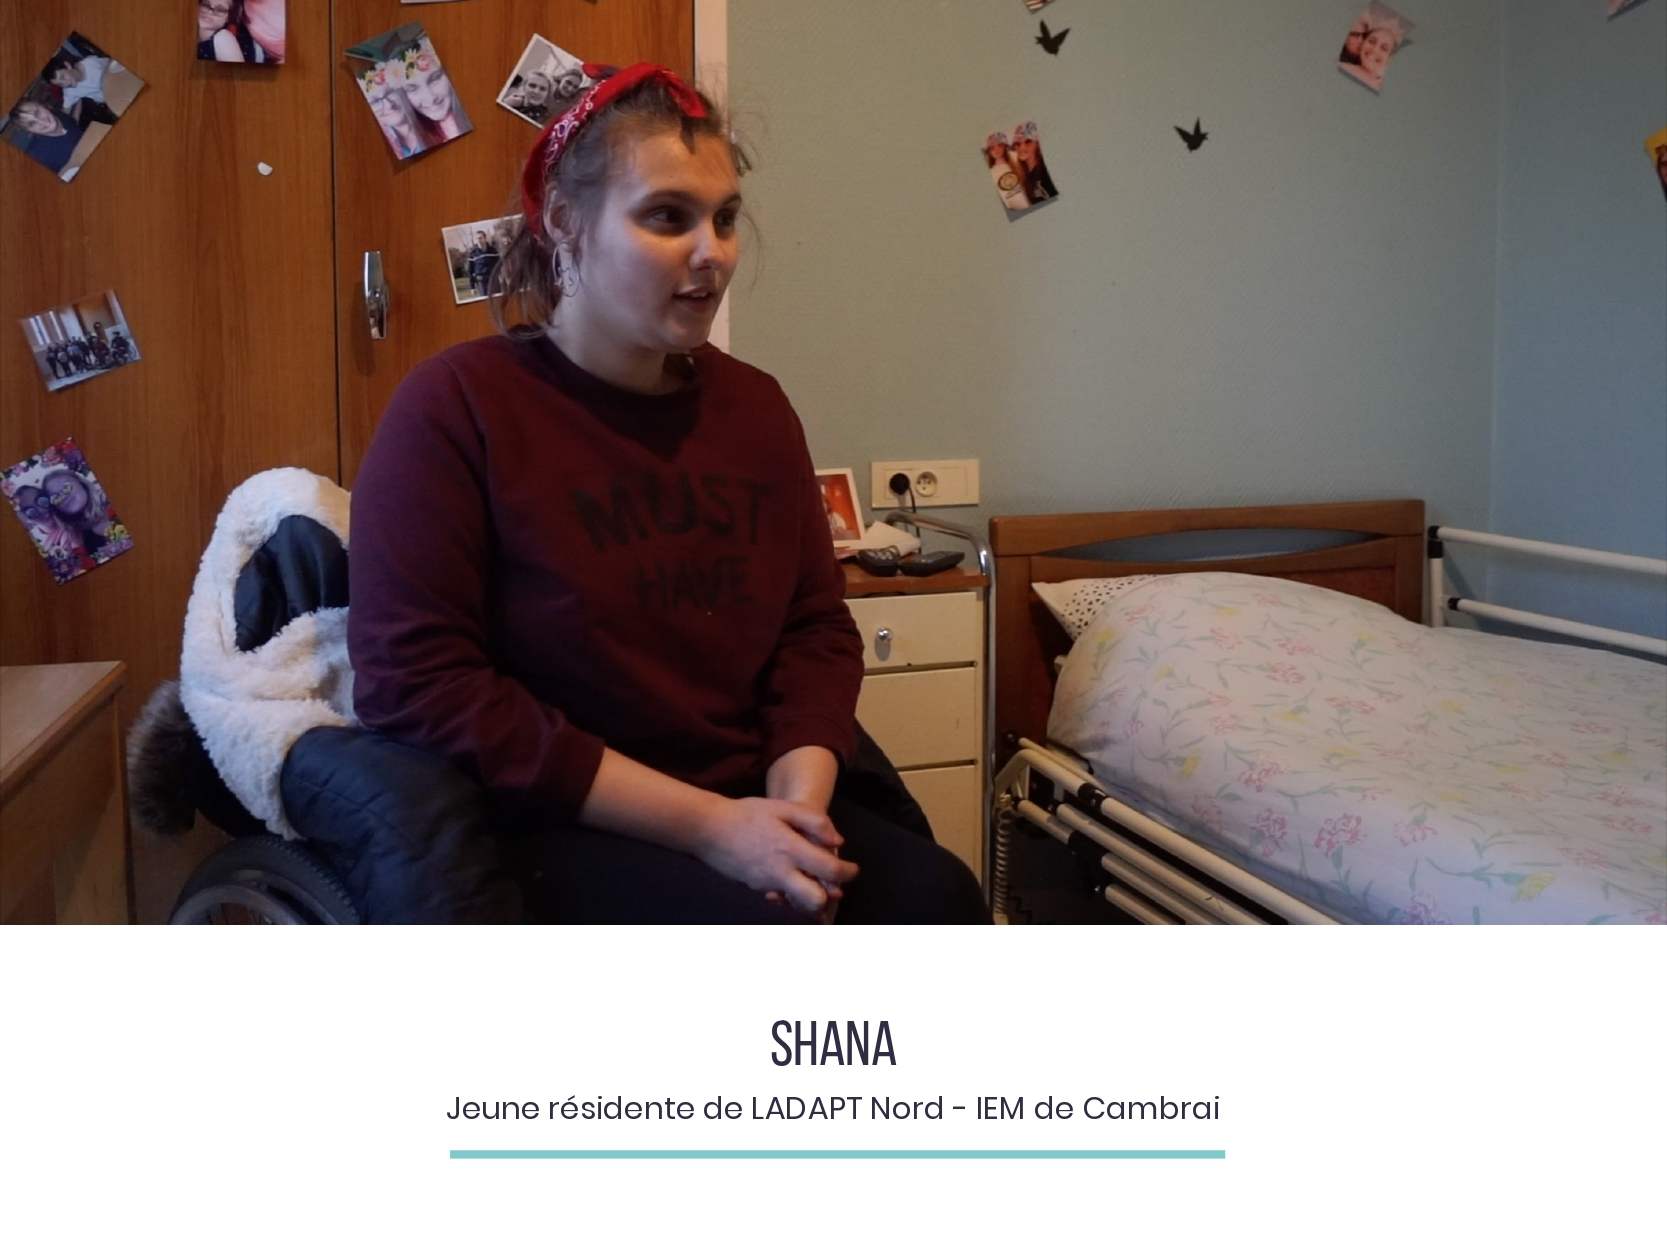 MUST
HAVE
SHANA
Jeune résidente de LADAPT Nord - IEM de Cambrai